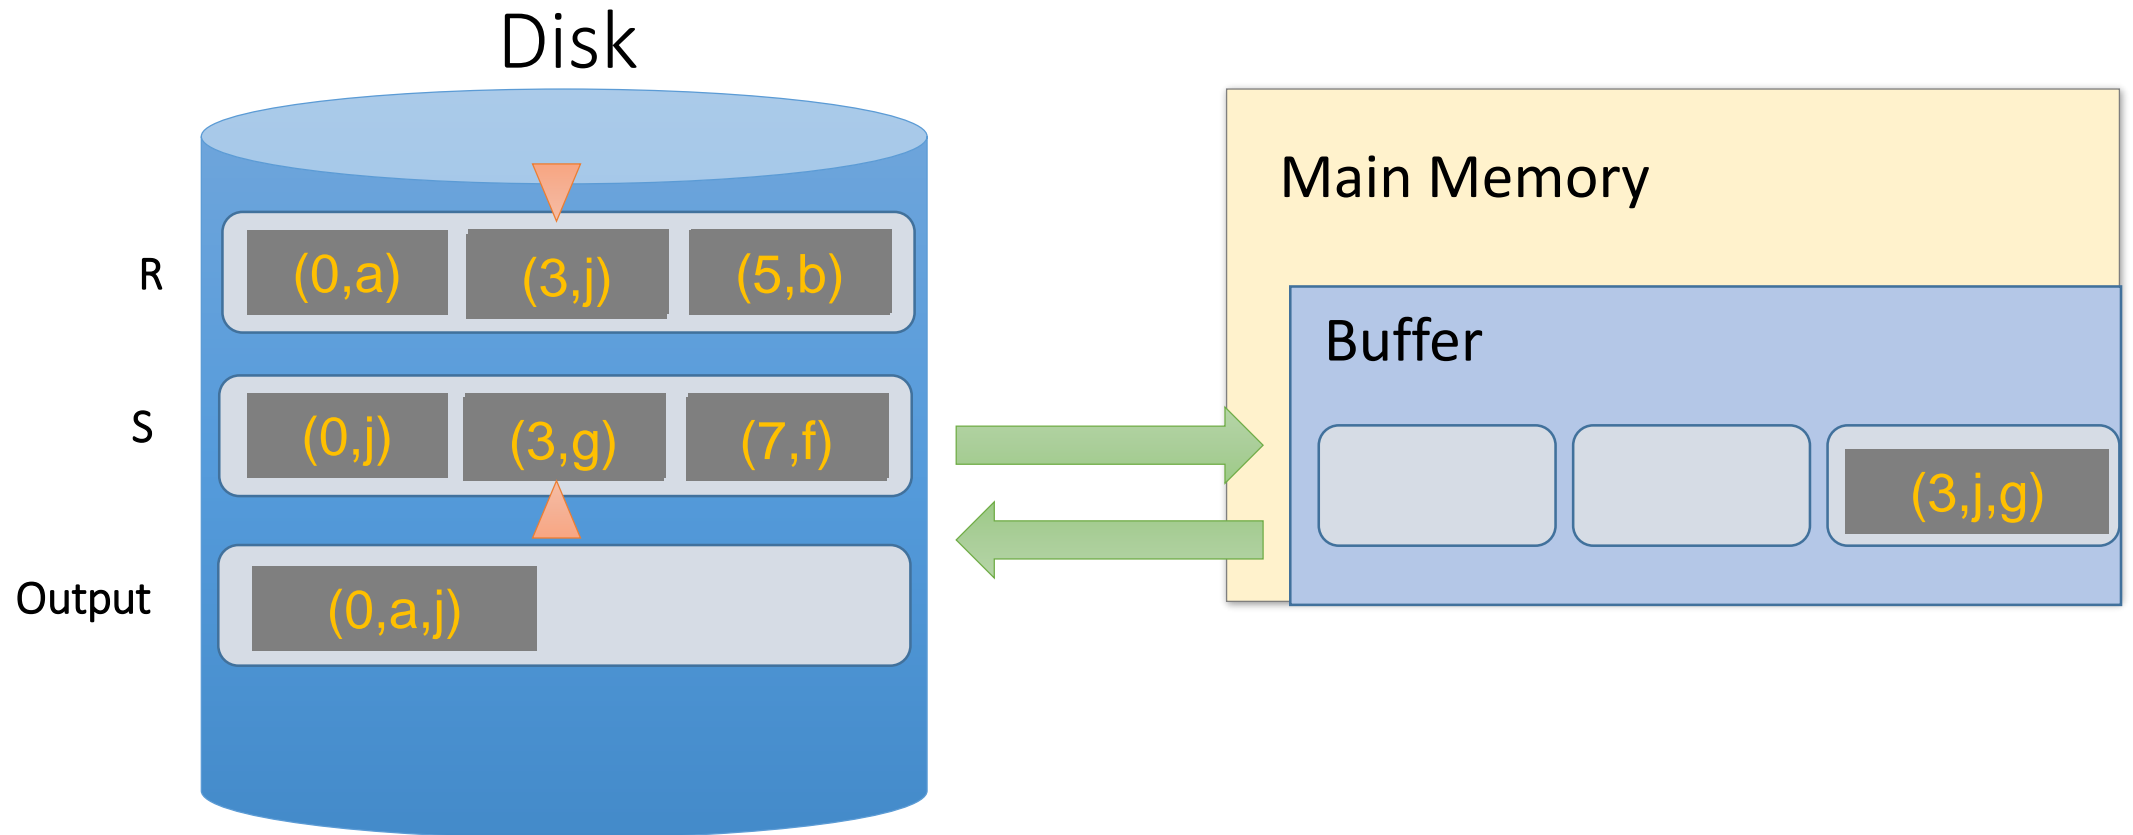 Disk
Main Memory
R
(0,a) (3,j) (5,b)
Buffer
S
(0,j) (3,g) (7,f)
(3,j,g)
Output
(0,a,j)